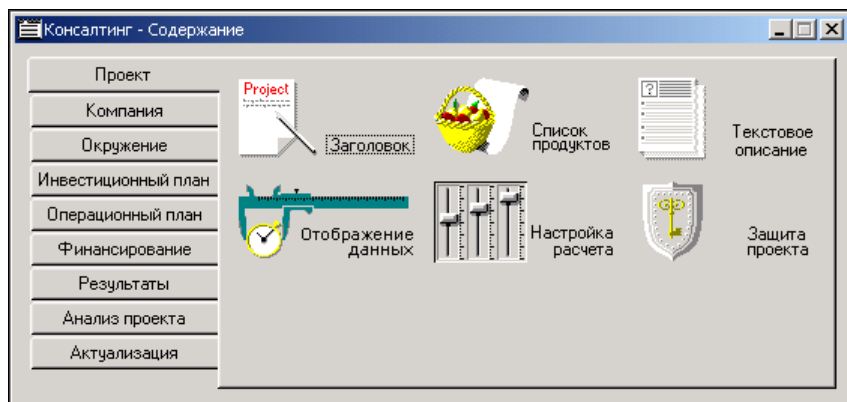 Консалтинг - Содержание
Проект
Компания
Окружение
Инвестиционный план
Операционный план
Финансирование
Результаты
Анализ проекта
Актуализация
Project
Заголовок
Список
продуктов
?
Текстовое
описание
Отображение
данных
Настройка
расчета
Защита
проекта